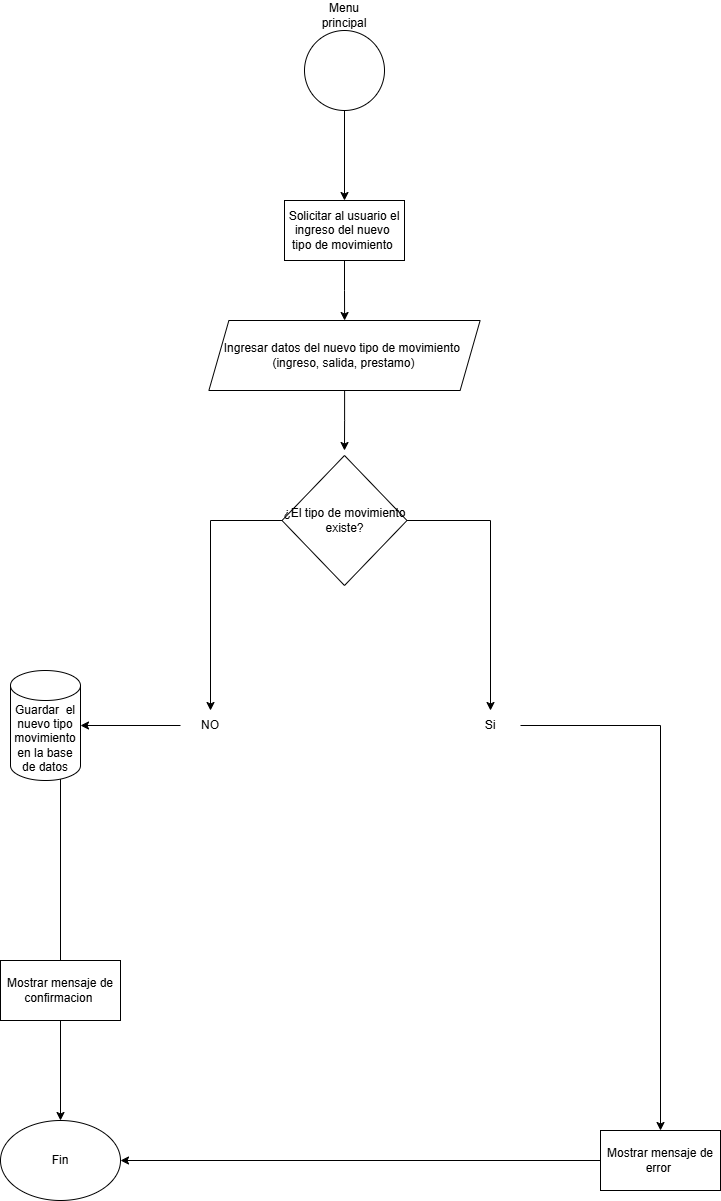 Menu
principal
Solicitar al usuario el
ingreso del nuevo
tipo de movimiento
Ingresar datos del nuevo tipo de movimiento
(ingreso, salida, prestamo)
¿El tipo de movimiento
existe?
NO
Si
Guardar el
nuevo tipo
movimiento
en la base
de datos
Mostrar mensaje de
confirmacion
Fin
Mostrar mensaje de
error